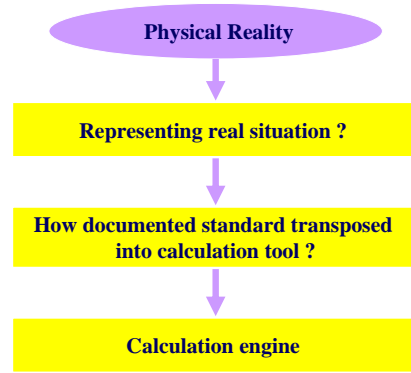 Physical Reality
Representing real situation ?
How documented standard transposed
into calculation tool ?
Calculation engine